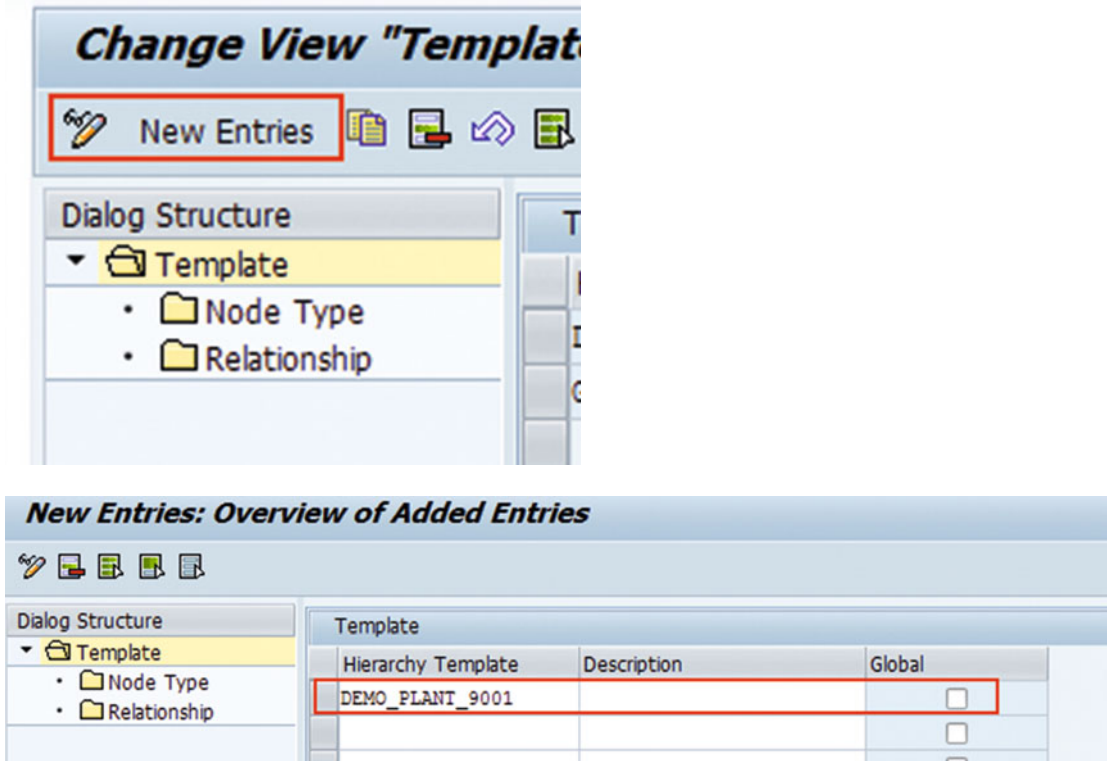 Change View "Template
New Entries
Dialog Structure
Template
Node Type
Relationship
New Entries: Overview of Added Entries
Dialog Structure
Template
Node Type
Relationship
Template
Hierarchy Template Description Global
DEMO_PLANT_9001